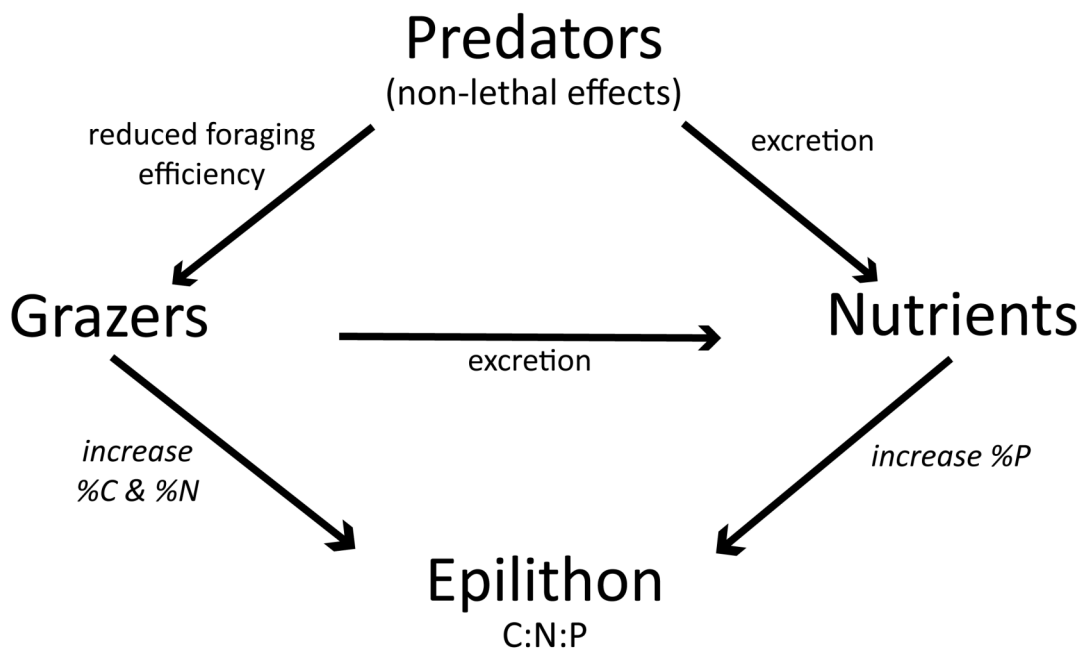 Predators
(non-lethal effects)
reduced foraging
efficiency
excretion
Grazers
Nutrients
excretion
increase
%C & %N
increase %P
Epilithon
C:N:P